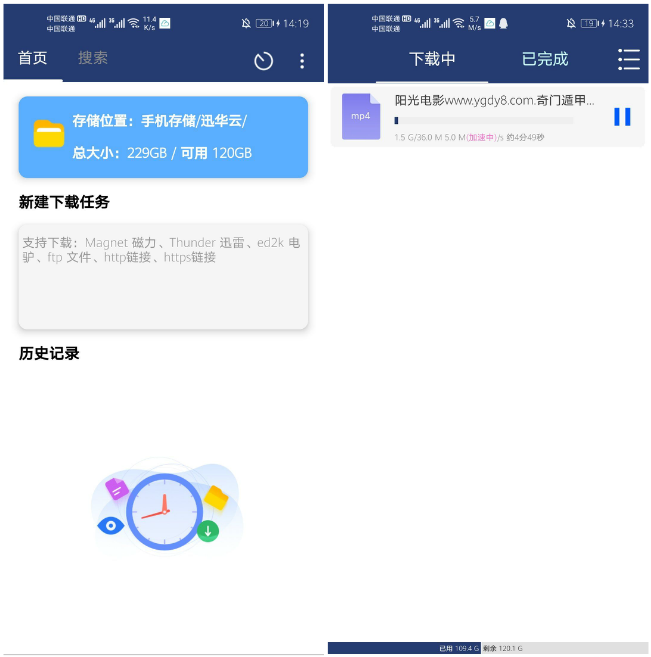 中国联通 HD 4G 3G 11.4 K/s 20 14:19
中国联通
首页 搜索
存储位置：手机存储/迅华云/
总大小：229GB / 可用 120GB
新建下载任务
支持下载：Magnet 磁力、Thunder 迅雷、ed2k 电
驴、ftp 文件、http链接、https链接
历史记录
中国联通 HD 4G 3G 5.7 M/s 19 14:33
中国联通
下载中 已完成
mp4
阳光电影www.ygdy8.com.奇门遁甲...
1.5 G/36.0 M 5.0 M(加速中)/s 约4分49秒
已用 109.4 G 剩余 120.1 G